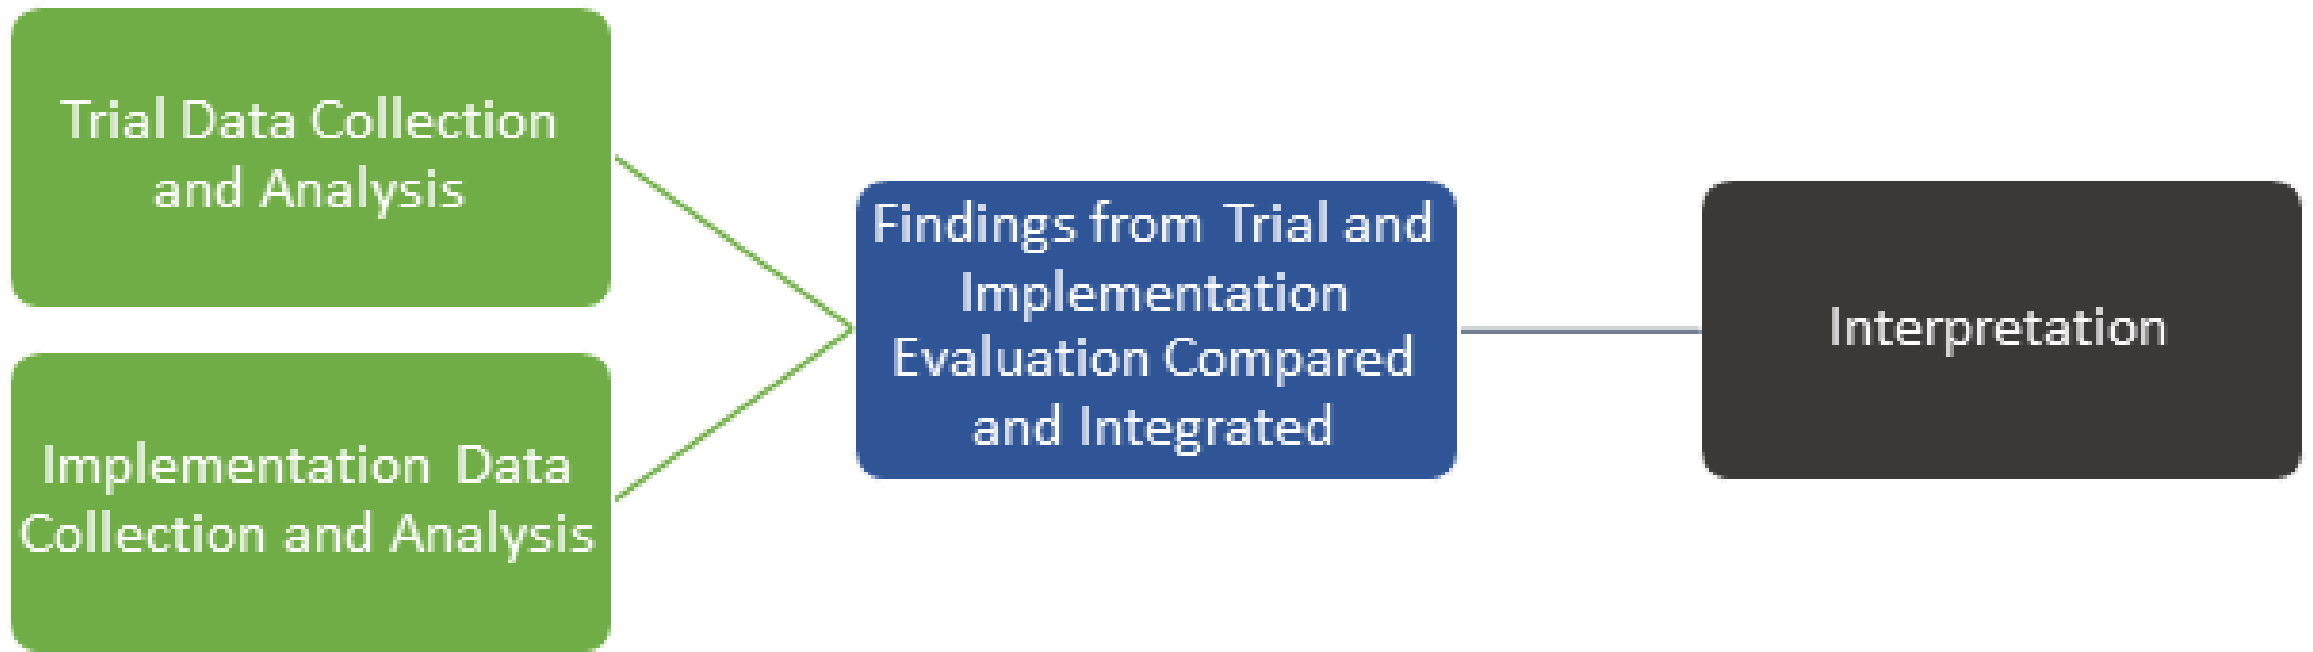 Trial Data Collection
and Analysis
Implementation Data
Collection and Analysis
Findings from Trial and
Implementation
Evaluation Compared
and Integrated
Interpretation